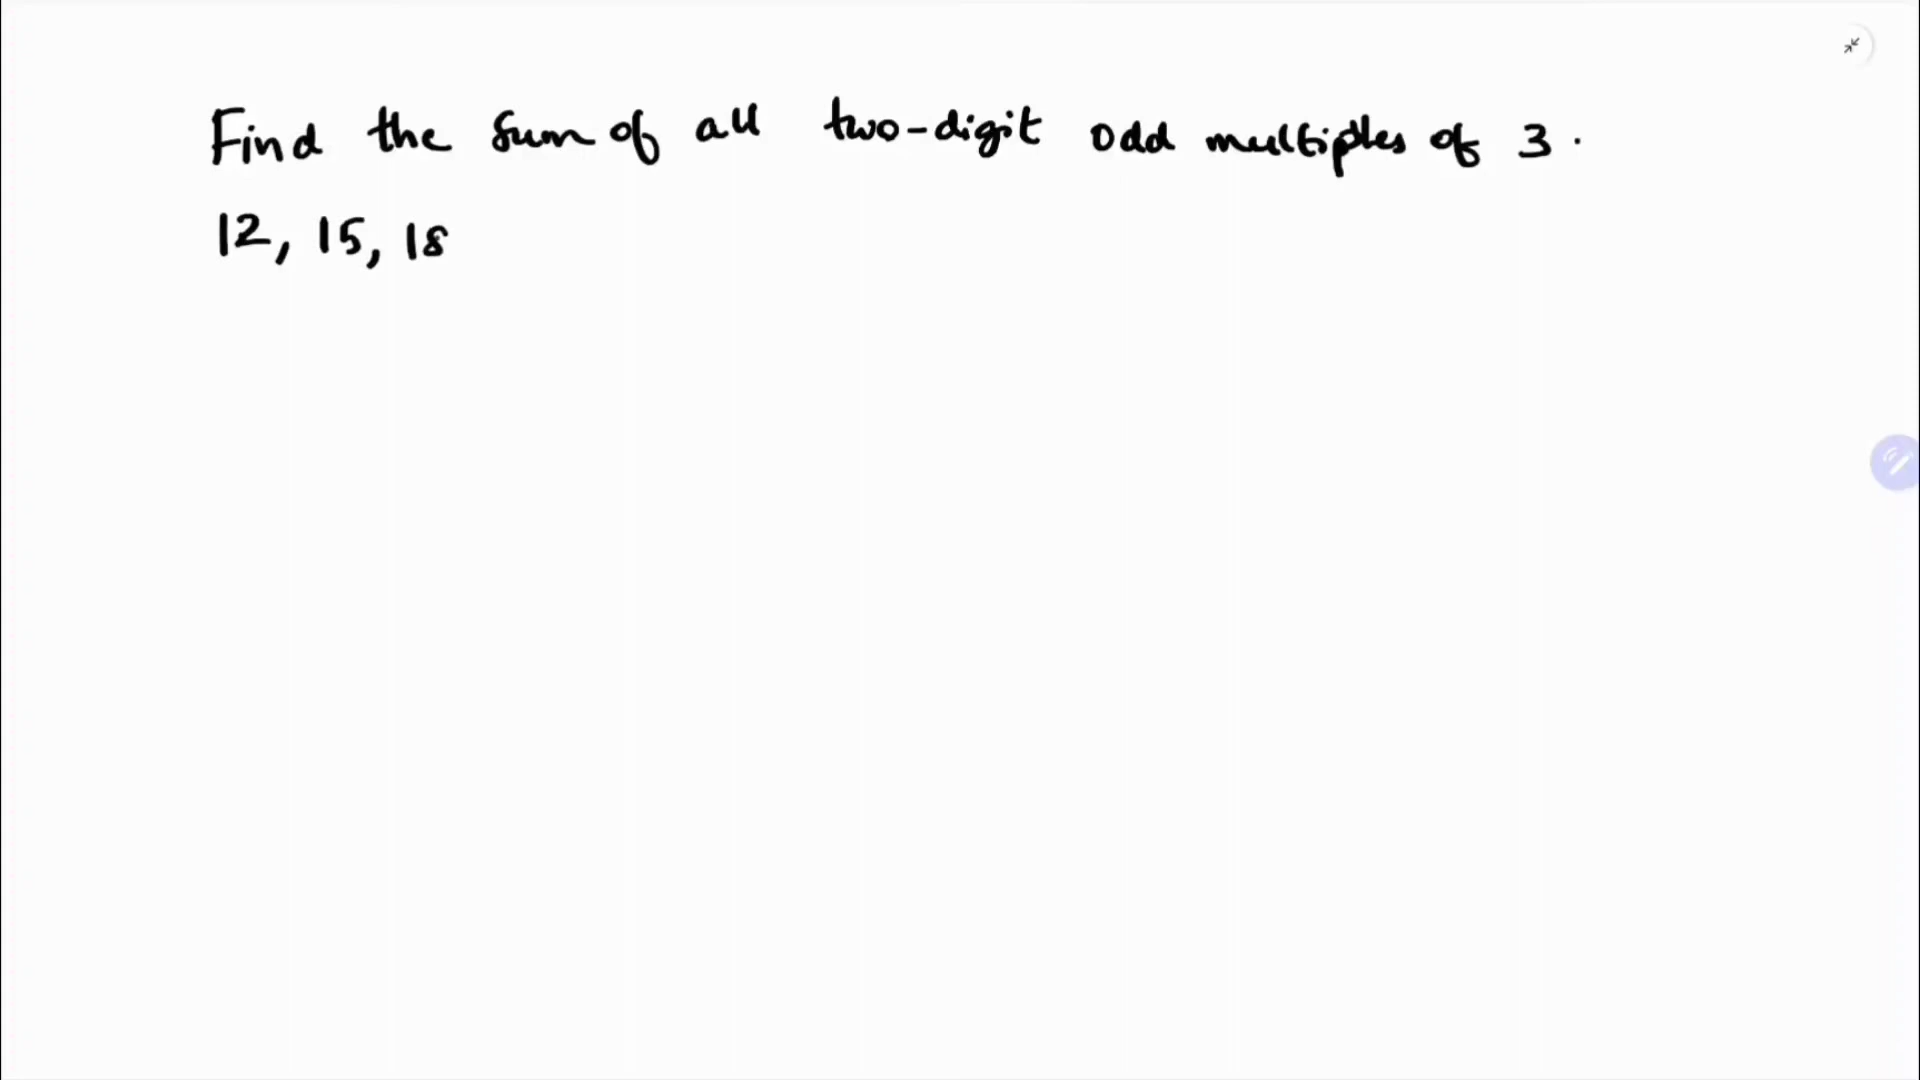 Find the sum of all two-digit odd multiples of 3.
12, 15, 18